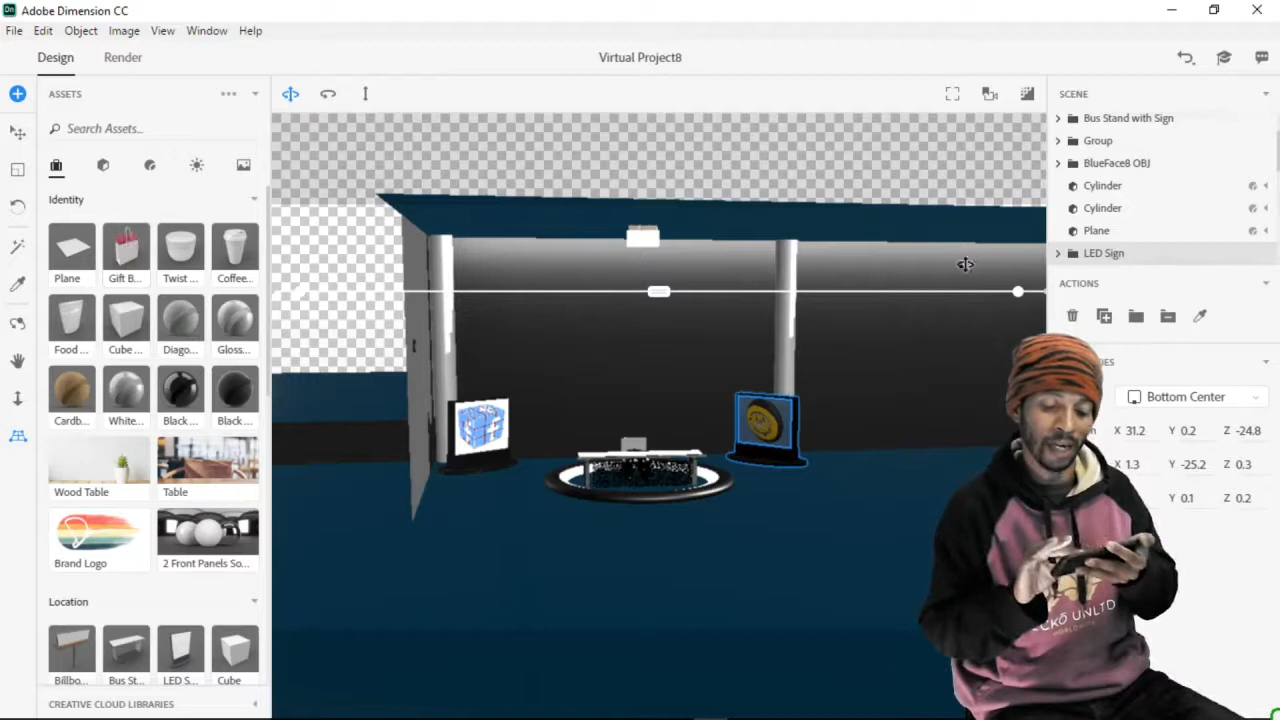 Adobe Dimension CC
File Edit Object Image View Window Help
Design Render Virtual Project8
ASSETS
Search Assets...
Identity
Plane Gift B... Twist ... Coffee...
Food ... Cube ... Diago... Gloss...
Cardb... White... Black ... Black ...
Wood Table Table
Brand Logo 2 Front Panels So...
Location
Billbo... Bus St... LED S... Cube
CREATIVE CLOUD LIBRARIES
SCENE
Bus Stand with Sign
Group
BlueFace8 OBJ
Cylinder
Cylinder
Plane
LED Sign
ACTIONS
IES
Bottom Center
n X 31.2 Y 0.2 Z -24.8
X 1.3 Y -25.2 Z 0.3
Y 0.1 Z 0.2
ECKŌ UNLTD